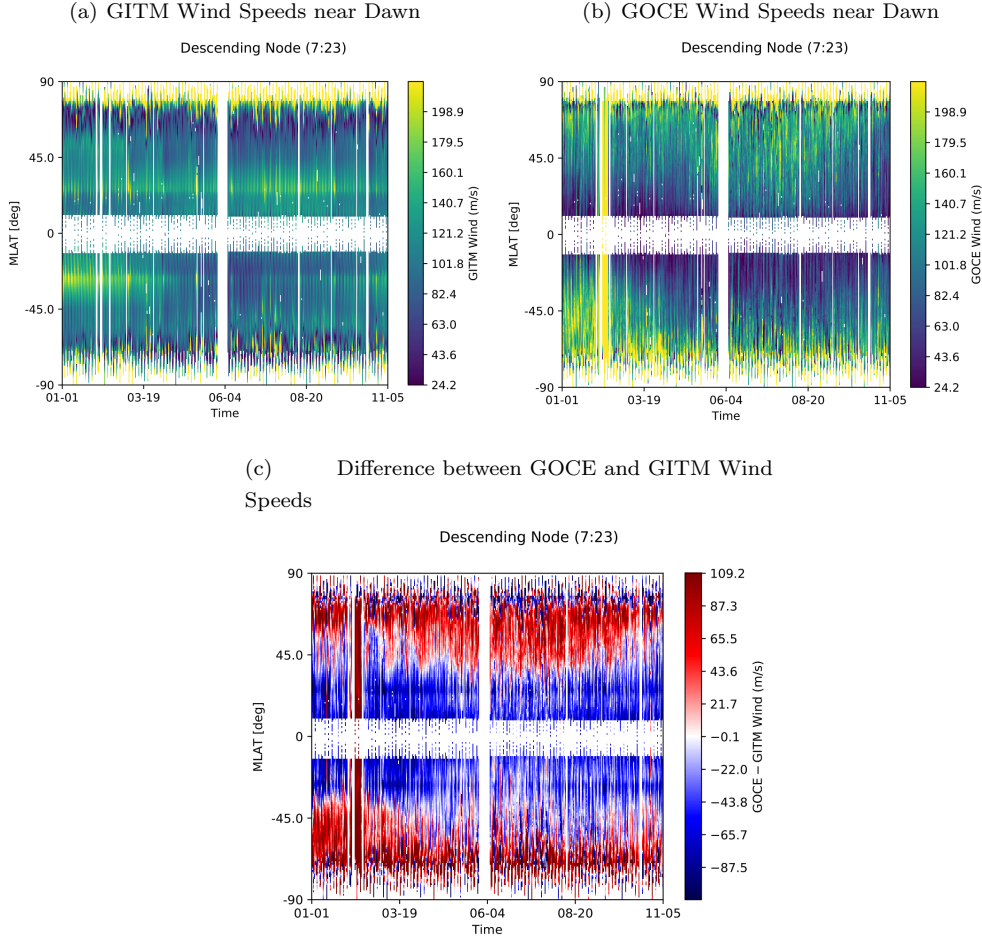 (a) GITM Wind Speeds near Dawn
Descending Node (7:23)
90
45.0
0
-45.0
-90
MLAT [deg]
01-01 03-19 06-04 08-20 11-05
Time
198.9
179.5
160.1
140.7
121.2
101.8
82.4
63.0
43.6
24.2
GITM Wind (m/s)
(b) GOCE Wind Speeds near Dawn
Descending Node (7:23)
90
45.0
0
-45.0
-90
MLAT [deg]
01-01 03-19 06-04 08-20 11-05
Time
198.9
179.5
160.1
140.7
121.2
101.8
82.4
63.0
43.6
24.2
GOCE Wind (m/s)
(c) Difference between GOCE and GITM Wind
Speeds
Descending Node (7:23)
90
45.0
0
-45.0
-90
MLAT [deg]
01-01 03-19 06-04 08-20 11-05
Time
109.2
87.3
65.5
43.6
21.7
−0.1
−22.0
−43.8
−65.7
−87.5
GOCE − GITM Wind (m/s)